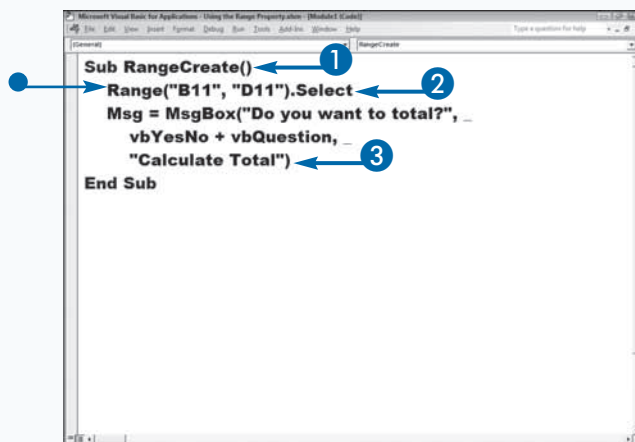 Microsoft Visual Basic for Applications - Using the Range Property.xlsm - [Module1 (Code)]
File Edit View Insert Format Debug Run Tools Add-Ins Window Help Type a question for help
(General) RangeCreate
Sub RangeCreate() 1
Range("B11", "D11").Select 2
Msg = MsgBox("Do you want to total?", _
vbYesNo + vbQuestion, _
"Calculate Total") 3
End Sub